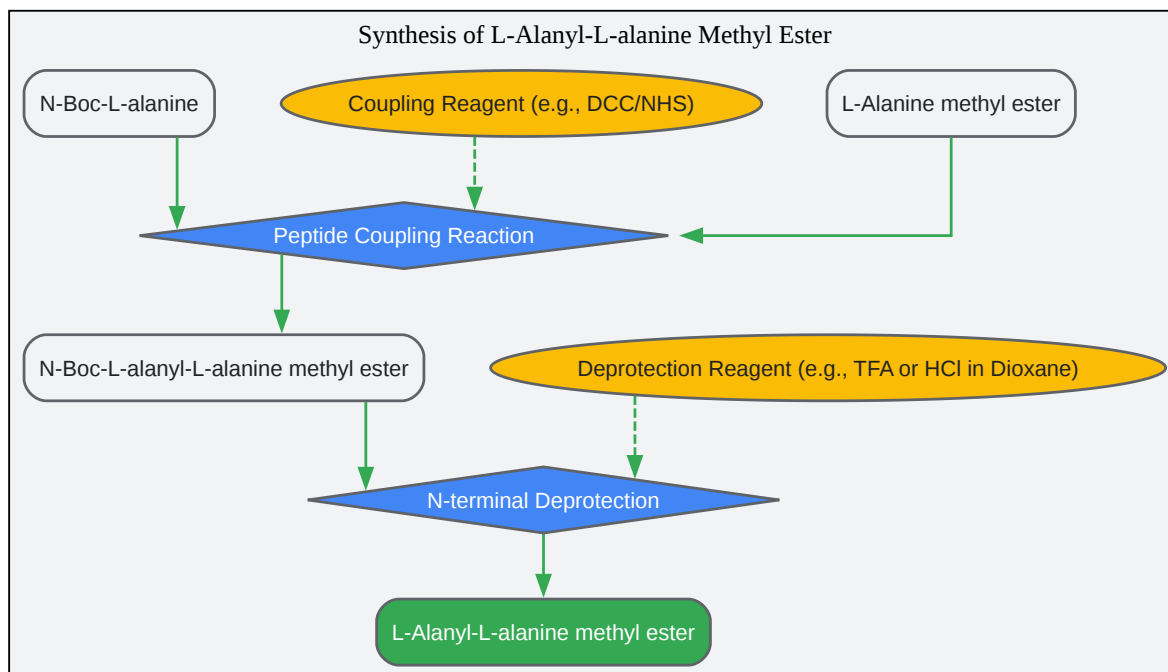 Synthesis of L-Alanyl-L-alanine Methyl Ester
N-Boc-L-alanine
Coupling Reagent (e.g., DCC/NHS)
L-Alanine methyl ester
Peptide Coupling Reaction
N-Boc-L-alanyl-L-alanine methyl ester
Deprotection Reagent (e.g., TFA or HCl in Dioxane)
N-terminal Deprotection
L-Alanyl-L-alanine methyl ester